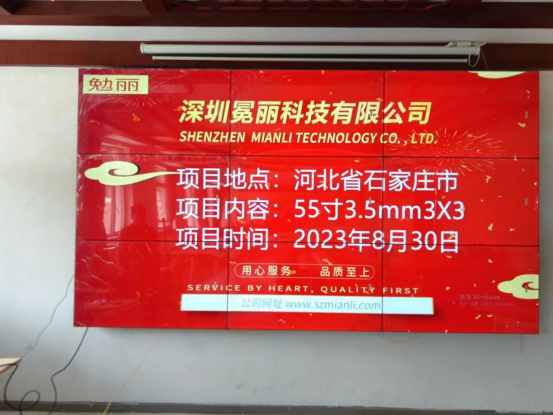 勉丽
深圳冕丽科技有限公司
SHENZHEN MIANLI TECHNOLOGY CO., LTD.
项目地点：河北省石家庄市
项目内容：55寸3.5mm3X3
项目时间：2023年8月30日
用心服务 品质至上
SERVICE BY HEART, QUALITY FIRST
公司网址 www.szmianli.com
激活 Windows